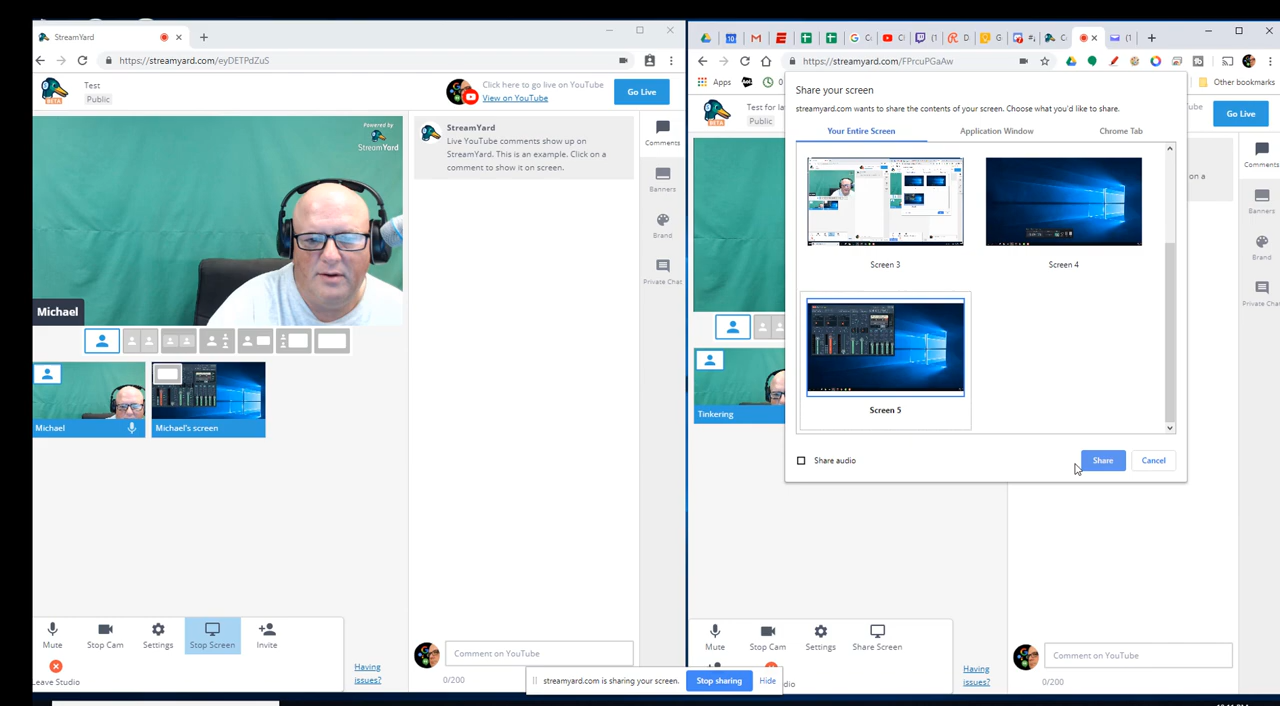 StreamYard
https://streamyard.com/eyDETPdZuS
BETA
Test
Public
Click here to go live on YouTube
View on YouTube
Go Live
Powered by
StreamYard
StreamYard
Live YouTube comments show up on
StreamYard. This is an example. Click on a
comment to show it on screen.
Comments
Banners
Brand
Private Chat
Michael
Michael
Michael's screen
Mute
Stop Cam
Settings
Stop Screen
Invite
Leave Studio
Having
issues?
Comment on YouTube
0/200
streamyard.com is sharing your screen.
Stop sharing
Hide
https://streamyard.com/FPrcuPGaAw
Apps
Other bookmarks
BETA
Test for la
Public
Go Live
Share your screen
streamyard.com wants to share the contents of your screen. Choose what you'd like to share.
Your Entire Screen
Application Window
Chrome Tab
Screen 3
Screen 4
Screen 5
Share audio
Share
Cancel
Tinkering
Comments
Banners
Brand
Private Cha
Mute
Stop Cam
Settings
Share Screen
Having
issues?
Comment on YouTube
0/200